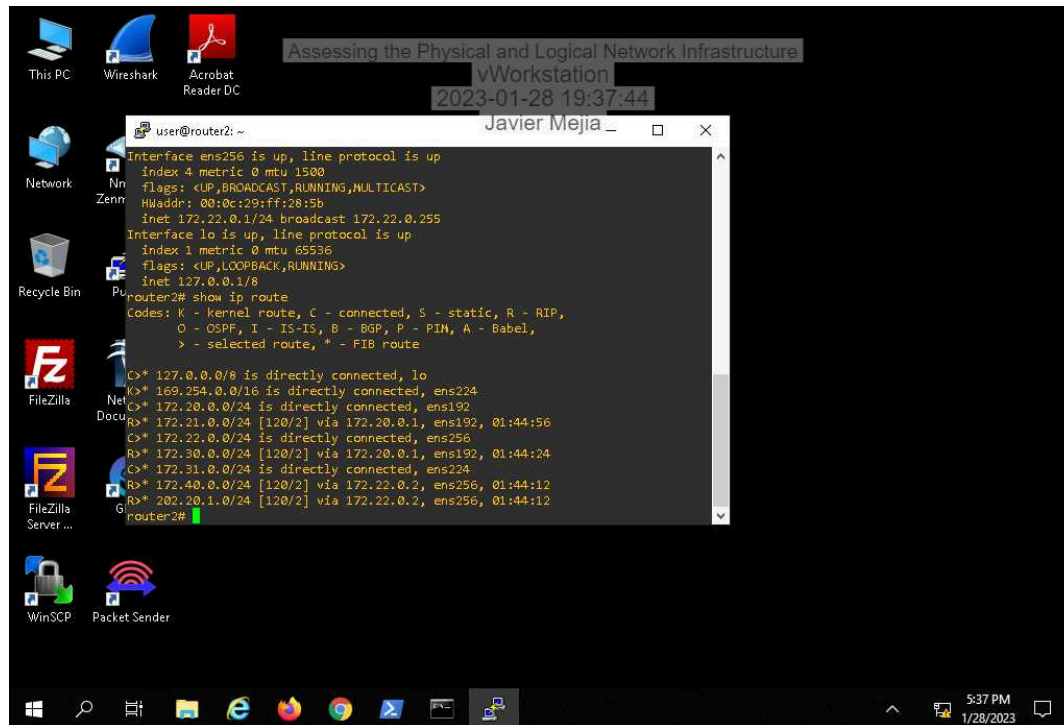 This PC
Wireshark
Acrobat
Reader DC
Assessing the Physical and Logical Network Infrastructure
vWorkstation
2023-01-28 19:37:44
Javier Mejia
user@router2: ~
Interface ens256 is up, line protocol is up
index 4 metric 0 mtu 1500
flags: <UP,BROADCAST,RUNNING,MULTICAST>
HWaddr: 00:0c:29:ff:28:5b
inet 172.22.0.1/24 broadcast 172.22.0.255
Interface lo is up, line protocol is up
index 1 metric 0 mtu 65536
flags: <UP,LOOPBACK,RUNNING>
inet 127.0.0.1/8
router2# show ip route
Codes: K - kernel route, C - connected, S - static, R - RIP,
O - OSPF, I - IS-IS, B - BGP, P - PIM, A - Babel,
> - selected route, * - FIB route
C>* 127.0.0.0/8 is directly connected, lo
K>* 169.254.0.0/16 is directly connected, ens224
C>* 172.20.0.0/24 is directly connected, ens192
R>* 172.21.0.0/24 [120/2] via 172.20.0.1, ens192, 01:44:56
C>* 172.22.0.0/24 is directly connected, ens256
R>* 172.30.0.0/24 [120/2] via 172.20.0.1, ens192, 01:44:24
C>* 172.31.0.0/24 is directly connected, ens224
R>* 172.40.0.0/24 [120/2] via 172.22.0.2, ens256, 01:44:12
R>* 202.20.1.0/24 [120/2] via 172.22.0.2, ens256, 01:44:12
router2#
Network
Nm
Zenm
Recycle Bin
Pu
FileZilla
Net
Docu
FileZilla
Server ...
G
WinSCP
Packet Sender
5:37 PM
1/28/2023